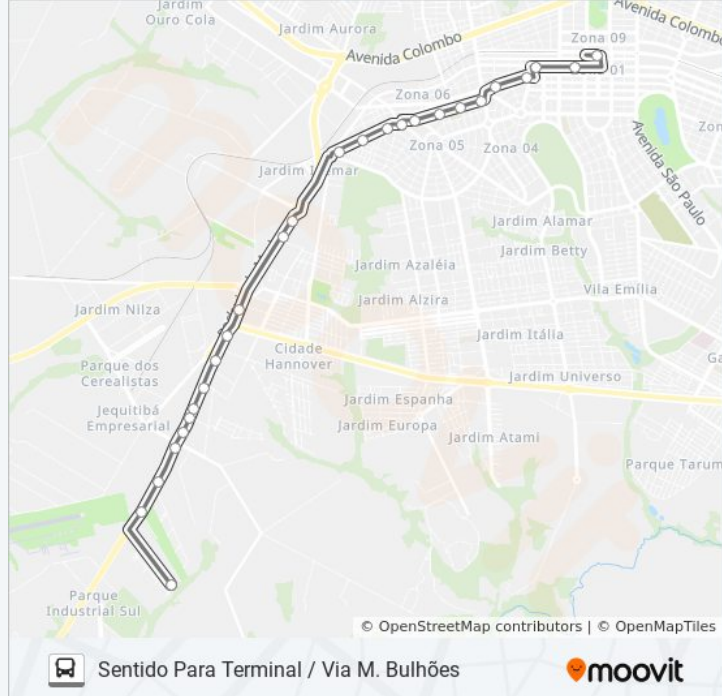 Jardim
Ouro Cola
Jardim Aurora
Avenida Colombo
Avenida Colombo
Zona 09
01
Zona 06
Zona 05
Zona 04
Zon
Avenida São Paulo
Jardim
mar
Jardim Alamar
Jardim Betty
Jardim Azaléia
Vila Emília
Jardim Alzira
Jardim Nilza
Jardim Itália
Cidade
Hannover
Ga
Parque dos
Cerealistas
Jardim Universo
Jequitibá
Empresarial
Jardim Espanha
Jardim Europa
Jardim Atami
Parque Tarum
Parque
Industrial Sul
© OpenStreetMap contributors | © OpenMapTiles
Sentido Para Terminal / Via M. Bulhões
moovit